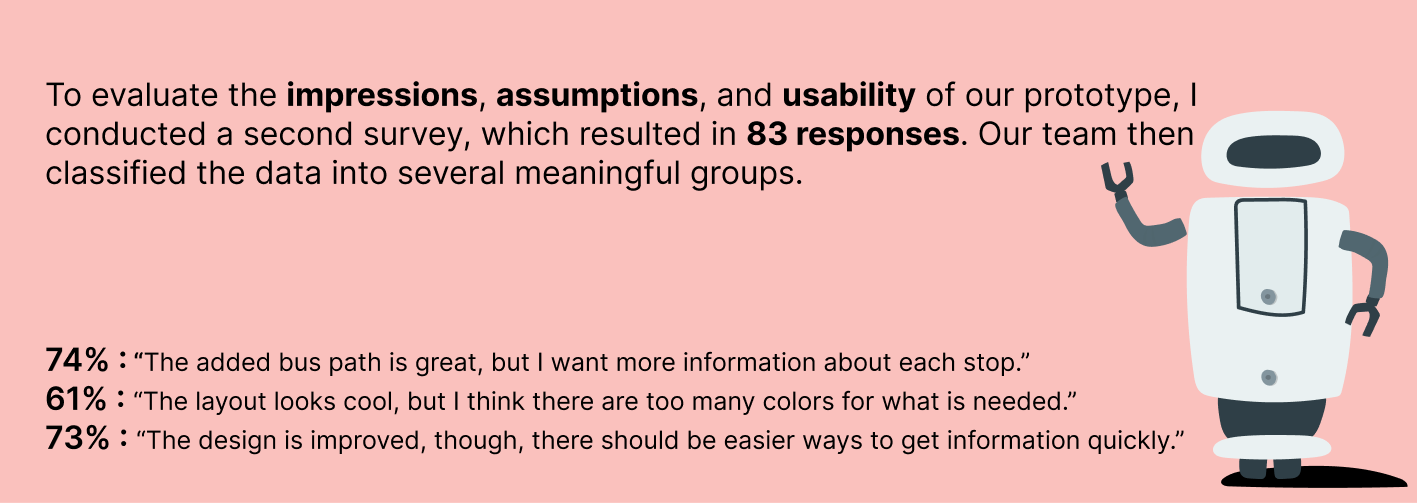 To evaluate the impressions, assumptions, and usability of our prototype, I
conducted a second survey, which resulted in 83 responses. Our team then
classified the data into several meaningful groups.
74% : “The added bus path is great, but I want more information about each stop.”
61% : “The layout looks cool, but I think there are too many colors for what is needed.”
73% : “The design is improved, though, there should be easier ways to get information quickly.”